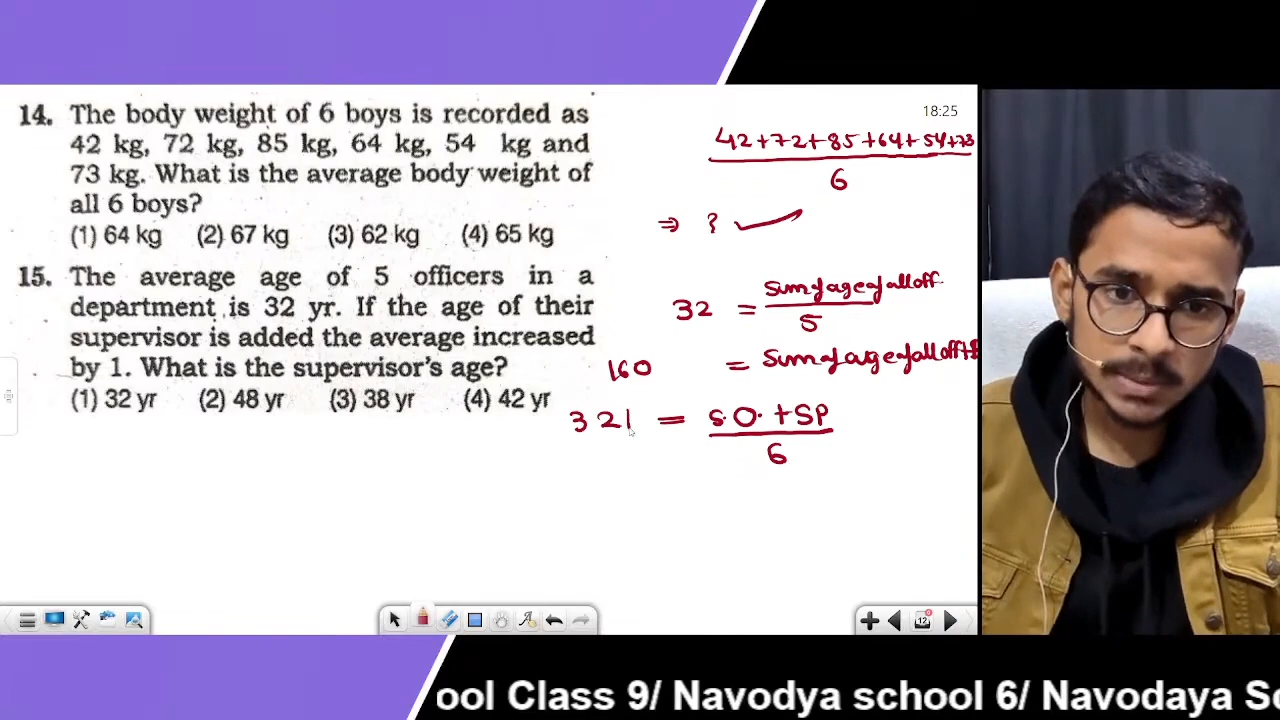 14. The body weight of 6 boys is recorded as
42 kg, 72 kg, 85 kg, 64 kg, 54 kg and
73 kg. What is the average body weight of
all 6 boys?
(1) 64 kg (2) 67 kg (3) 62 kg (4) 65 kg
15. The average age of 5 officers in a
department is 32 yr. If the age of their
supervisor is added the average increased
by 1. What is the supervisor's age?
(1) 32 yr (2) 48 yr (3) 38 yr (4) 42 yr
18:25
42+72+85+64+54+73
6
⇒ ?
32 = sum of age of all off
5
160 = sum of age of all off
321 = S.O. + SP
6
12
ool Class 9/ Navodya school 6/ Navodaya Sc